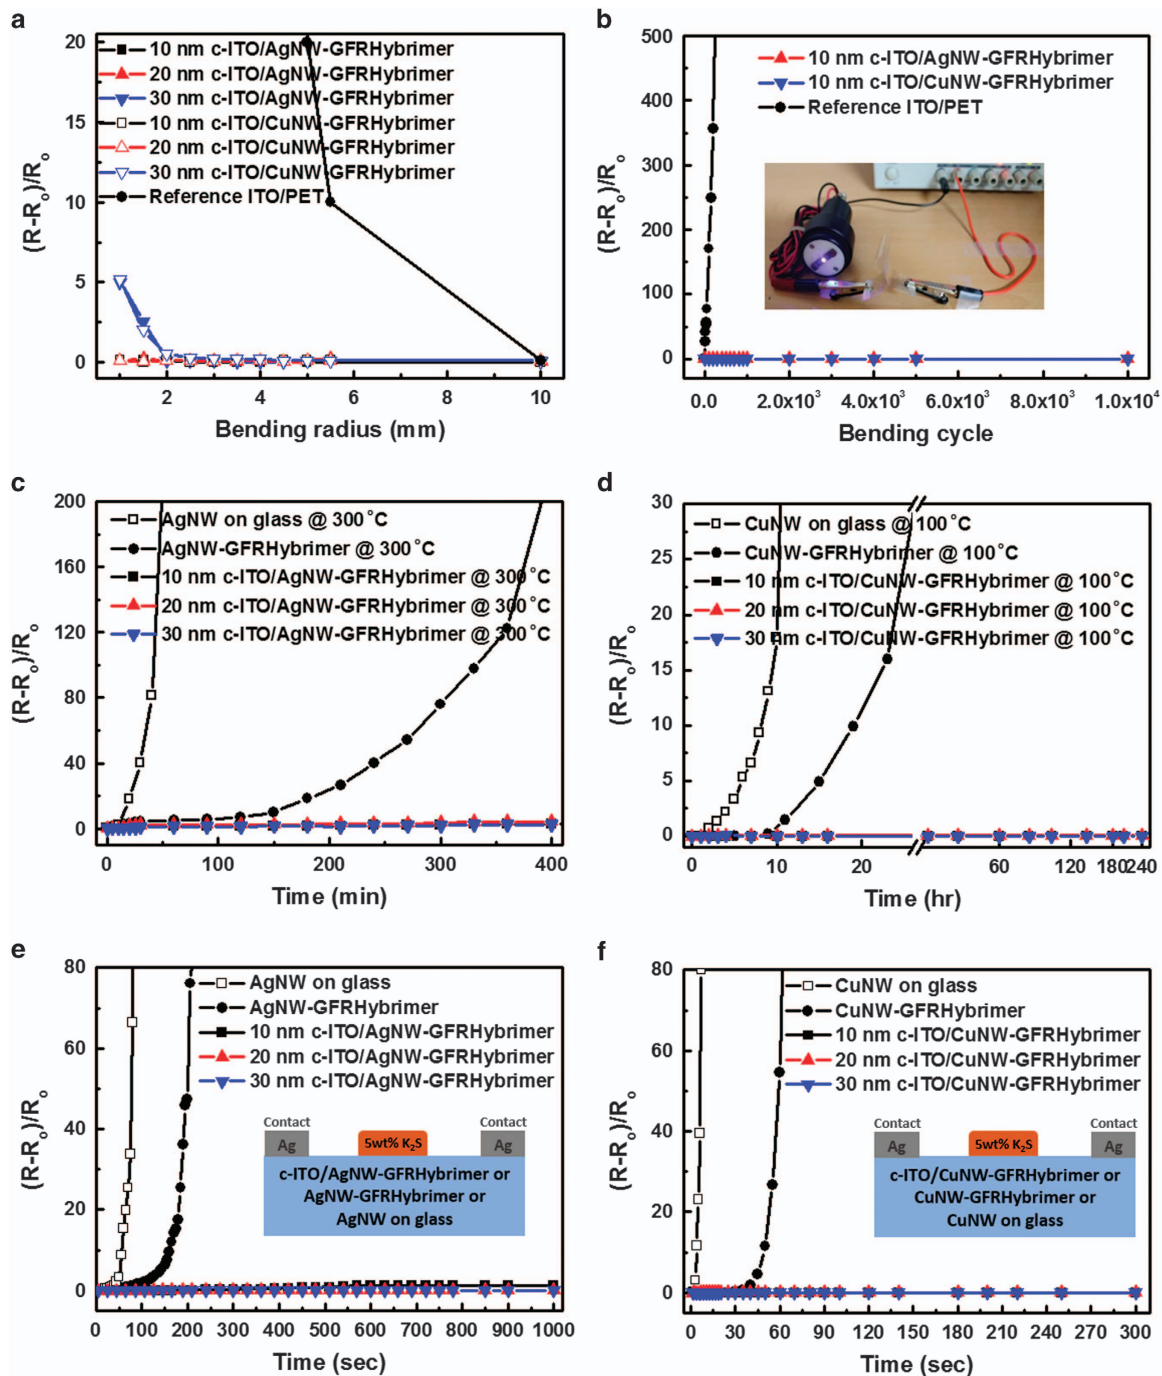 a
20
15
10
5
0
10 nm c-ITO/AgNW-GFRHybrimer
20 nm c-ITO/AgNW-GFRHybrimer
30 nm c-ITO/AgNW-GFRHybrimer
10 nm c-ITO/CuNW-GFRHybrimer
20 nm c-ITO/CuNW-GFRHybrimer
30 nm c-ITO/CuNW-GFRHybrimer
Reference ITO/PET
(R-Rₒ)/Rₒ
2 4 6 8 10
Bending radius (mm)
b
500
400
300
200
100
0
10 nm c-ITO/AgNW-GFRHybrimer
10 nm c-ITO/CuNW-GFRHybrimer
Reference ITO/PET
(R-Rₒ)/Rₒ
0.0 2.0x10³ 4.0x10³ 6.0x10³ 8.0x10³ 1.0x10⁴
Bending cycle
c
200
160
120
80
40
0
AgNW on glass @ 300˚C
AgNW-GFRHybrimer @ 300˚C
10 nm c-ITO/AgNW-GFRHybrimer @ 300˚C
20 nm c-ITO/AgNW-GFRHybrimer @ 300˚C
30 nm c-ITO/AgNW-GFRHybrimer @ 300˚C
(R-Rₒ)/Rₒ
0 100 200 300 400
Time (min)
d
30
25
20
15
10
5
0
CuNW on glass @ 100˚C
CuNW-GFRHybrimer @ 100˚C
10 nm c-ITO/CuNW-GFRHybrimer @ 100˚C
20 nm c-ITO/CuNW-GFRHybrimer @ 100˚C
30 nm c-ITO/CuNW-GFRHybrimer @ 100˚C
(R-Rₒ)/Rₒ
0 10 20 60 120 180 240
Time (hr)
e
80
60
40
20
0
AgNW on glass
AgNW-GFRHybrimer
10 nm c-ITO/AgNW-GFRHybrimer
20 nm c-ITO/AgNW-GFRHybrimer
30 nm c-ITO/AgNW-GFRHybrimer
Contact Contact
Ag 5wt% K₂S Ag
c-ITO/AgNW-GFRHybrimer or
AgNW-GFRHybrimer or
AgNW on glass
(R-Rₒ)/Rₒ
0 100 200 300 400 500 600 700 800 900 1000
Time (sec)
f
80
60
40
20
0
CuNW on glass
CuNW-GFRHybrimer
10 nm c-ITO/CuNW-GFRHybrimer
20 nm c-ITO/CuNW-GFRHybrimer
30 nm c-ITO/CuNW-GFRHybrimer
Contact Contact
Ag 5wt% K₂S Ag
c-ITO/CuNW-GFRHybrimer or
CuNW-GFRHybrimer or
CuNW on glass
(R-Rₒ)/Rₒ
0 30 60 90 120 150 180 210 240 270 300
Time (sec)